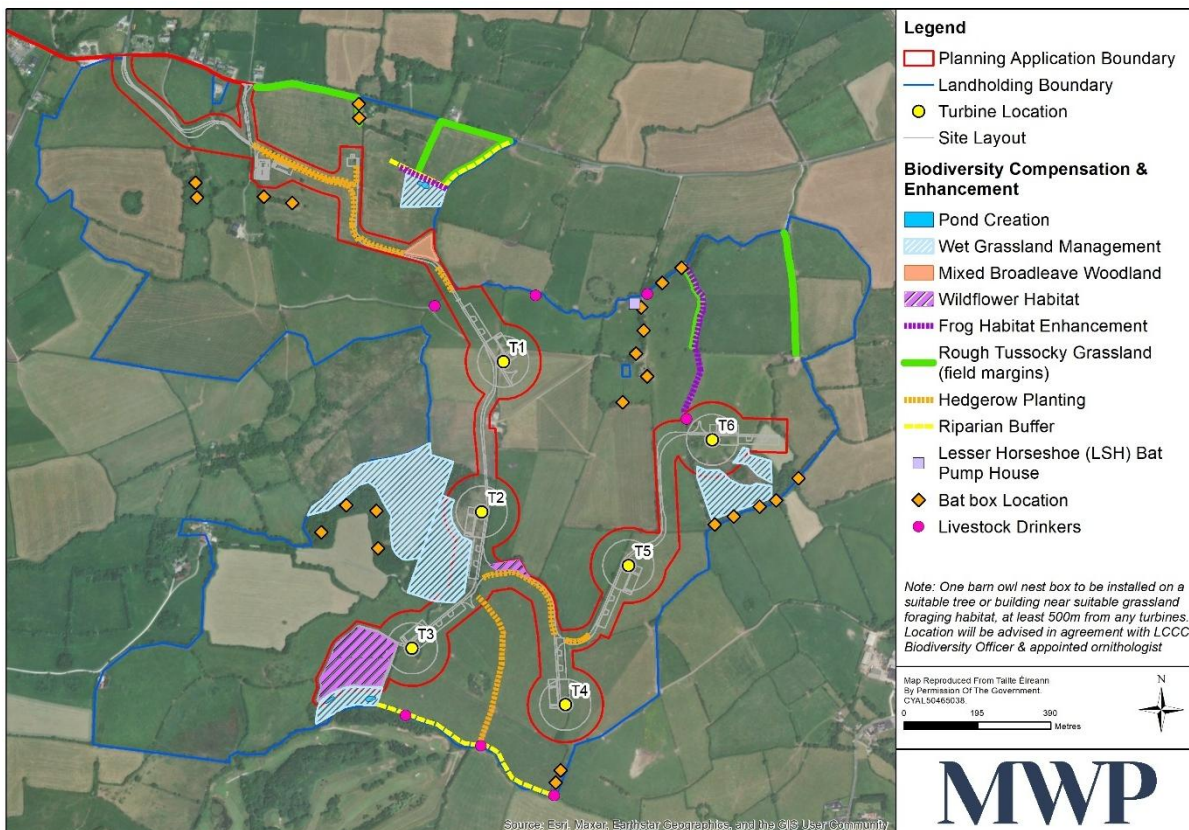 T1
T2
T3
T4
T5
T6
Source: Esri, Maxar, Earthstar Geographics, and the GIS User Community
Legend
Planning Application Boundary
Landholding Boundary
Turbine Location
Site Layout
Biodiversity Compensation &
Enhancement
Pond Creation
Wet Grassland Management
Mixed Broadleave Woodland
Wildflower Habitat
Frog Habitat Enhancement
Rough Tussocky Grassland
(field margins)
Hedgerow Planting
Riparian Buffer
Lesser Horseshoe (LSH) Bat
Pump House
Bat box Location
Livestock Drinkers
Note: One barn owl nest box to be installed on a
suitable tree or building near suitable grassland
foraging habitat, at least 500m from any turbines.
Location will be advised in agreement with LCCC
Biodiversity Officer & appointed ornithologist
Map Reproduced From Tailte Éireann
By Permission Of The Government.
CYAL50465038.
N
0 195 390
Metres
MWP